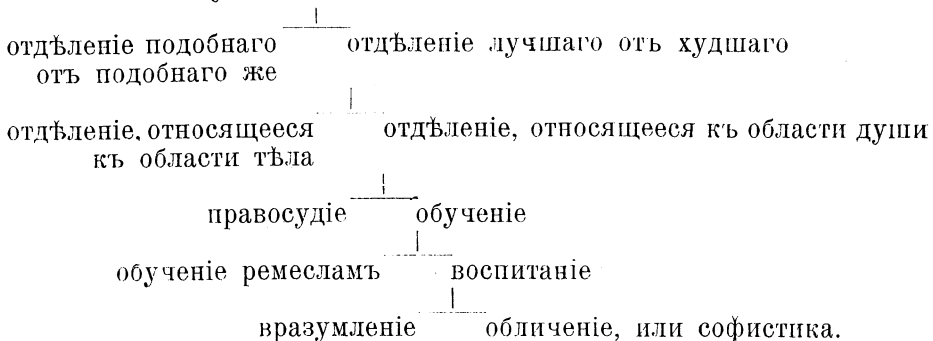 отдѣленіе подобнаго отдѣленіе лучшаго отъ худшаго
отъ подобнаго же
отдѣленіе, относящееся отдѣленіе, относящееся къ области души
къ области тѣла
правосудіе обученіе
обученіе ремесламъ воспитаніе
вразумленіе обличеніе, или софистика.